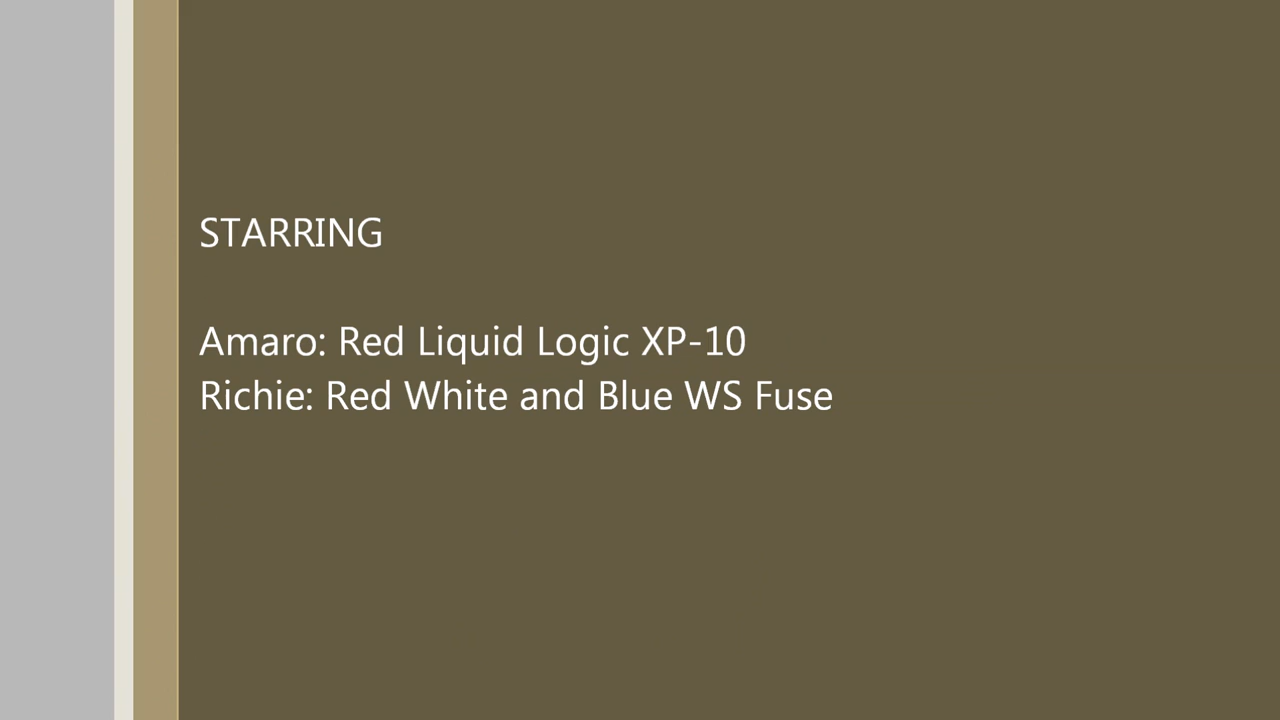 STARRING
Amaro: Red Liquid Logic XP-10
Richie: Red White and Blue WS Fuse